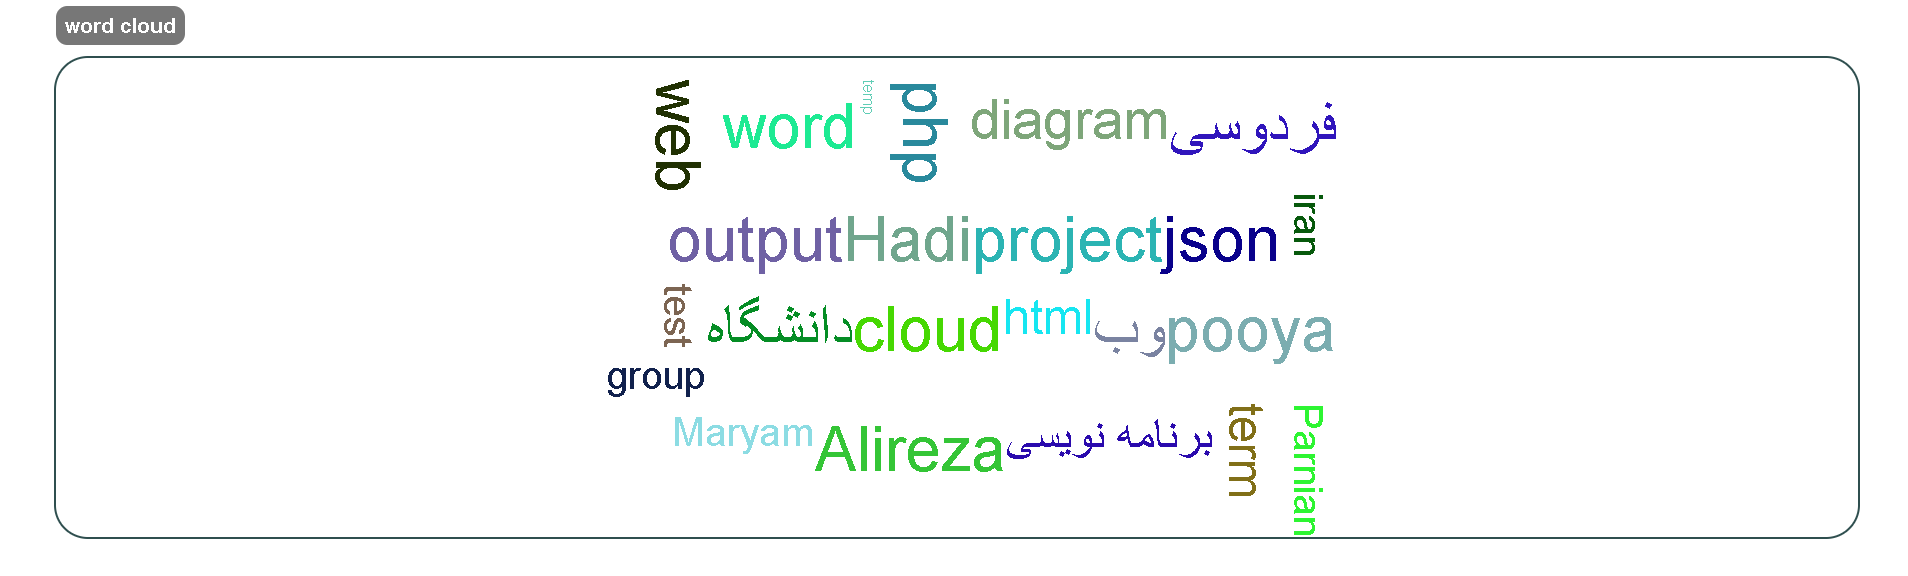 word cloud
web word temp php diagram فردوسی
output Hadi project json iran
test دانشگاه cloud html وب pooya
group
Maryam Alireza برنامه نویسی term Parnian